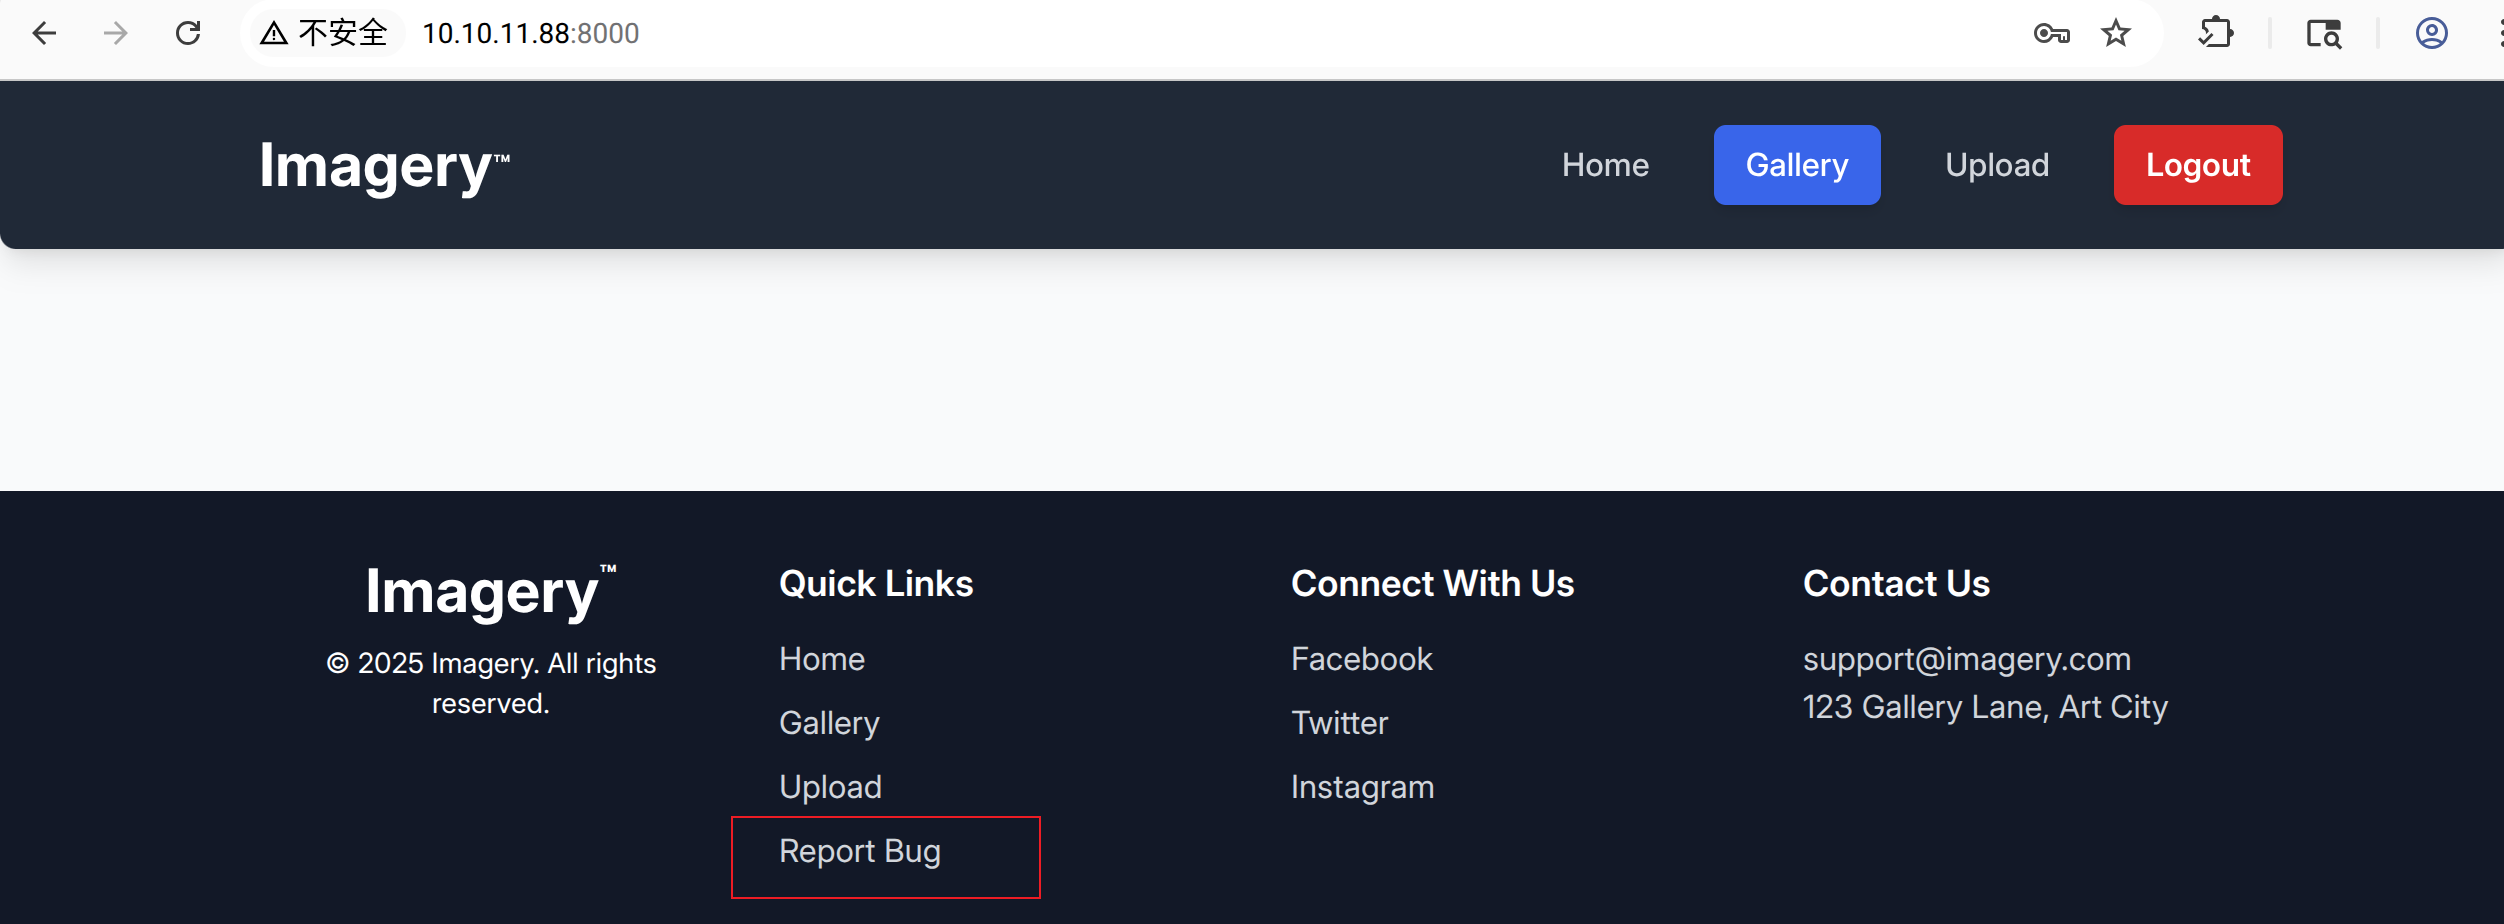 不安全 10.10.11.88:8000
Imagery™ Home Gallery Upload Logout
Imagery™
© 2025 Imagery. All rights
reserved.
Quick Links
Home
Gallery
Upload
Report Bug
Connect With Us
Facebook
Twitter
Instagram
Contact Us
support@imagery.com
123 Gallery Lane, Art City